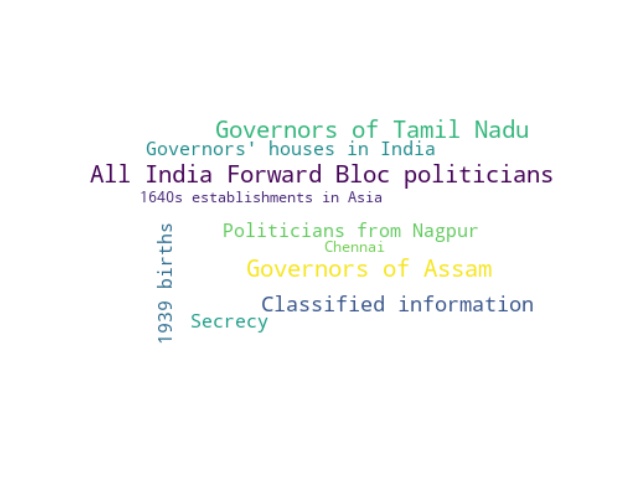 Governors of Tamil Nadu
Governors' houses in India
All India Forward Bloc politicians
1640s establishments in Asia
Politicians from Nagpur
Chennai
Governors of Assam
1939 births
Classified information
Secrecy